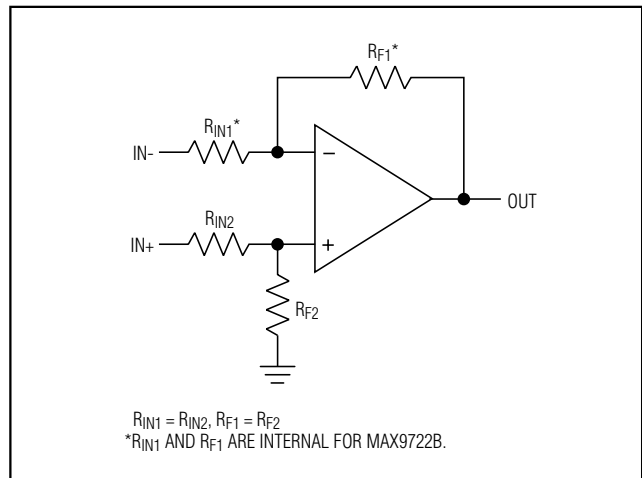 RF1*
RIN1*
IN-
−
OUT
RIN2
IN+
+
RF2
RIN1 = RIN2, RF1 = RF2
*RIN1 AND RF1 ARE INTERNAL FOR MAX9722B.